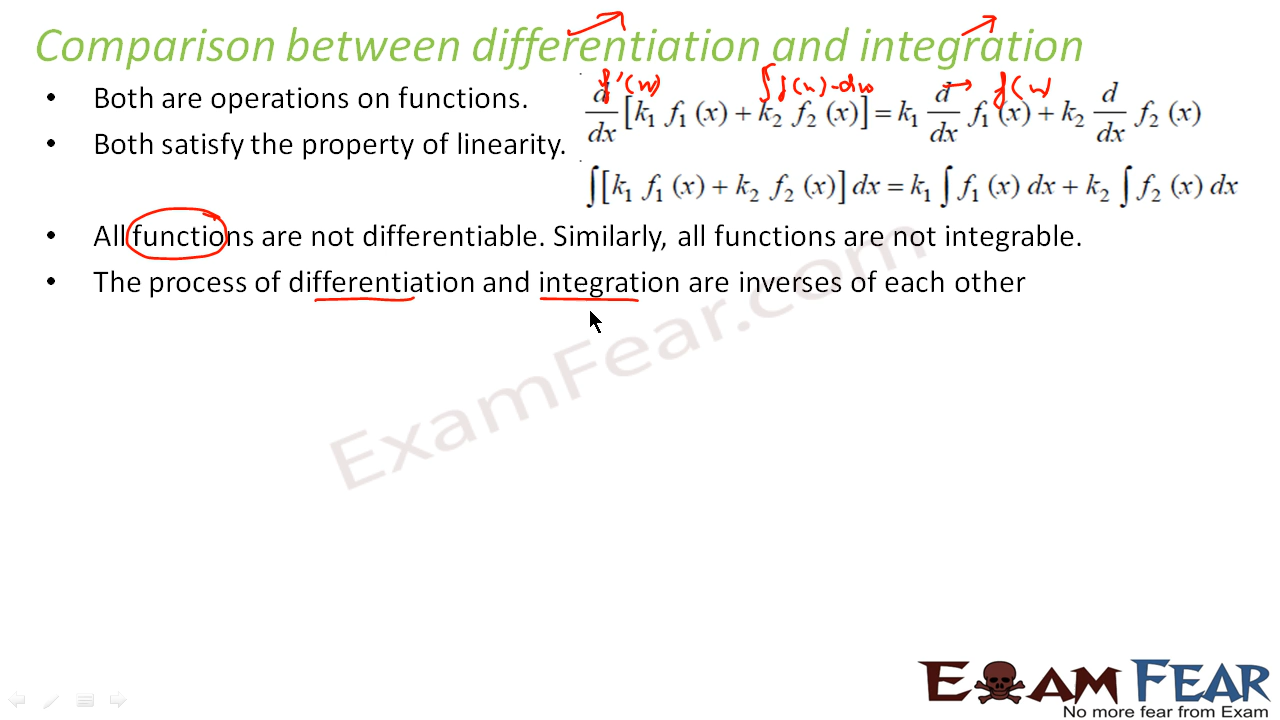 Comparison between differentiation and integration
f'(x) ∫f(x)-dx → f(x)
• Both are operations on functions.
d/dx [k₁ f₁ (x) + k₂ f₂ (x)] = k₁ d/dx f₁ (x) + k₂ d/dx f₂ (x)
• Both satisfy the property of linearity.
∫[k₁ f₁ (x) + k₂ f₂ (x)] dx = k₁ ∫ f₁ (x) dx + k₂ ∫ f₂ (x) dx
• All functions are not differentiable. Similarly, all functions are not integrable.
• The process of differentiation and integration are inverses of each other
ExamFear.com
EXAM FEAR
No more fear from Exam